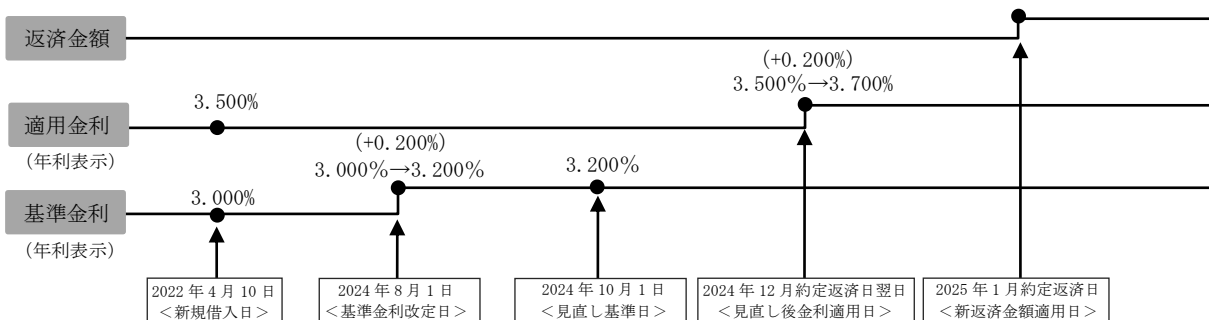 返済金額
(+0.200%)
3.500%→3.700%
3.500%
適用金利
(年利表示)
(+0.200%)
3.000%→3.200%
3.200%
3.000%
基準金利
(年利表示)
2022年4月10日
＜新規借入日＞
2024年8月1日
＜基準金利改定日＞
2024年10月1日
＜見直し基準日＞
2024年12月約定返済日翌日
＜見直し後金利適用日＞
2025年1月約定返済日
＜新返済金額適用日＞